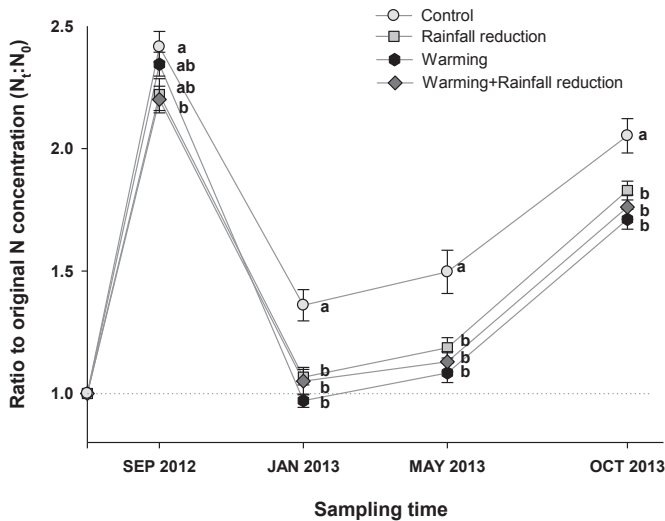 Control
Rainfall reduction
Warming
Warming+Rainfall reduction
Ratio to original N concentration (Nt:N0)
2.5
2.0
1.5
1.0
a
ab
ab
b
a
b
b
b
a
b
b
b
a
b
b
b
SEP 2012 JAN 2013 MAY 2013 OCT 2013
Sampling time